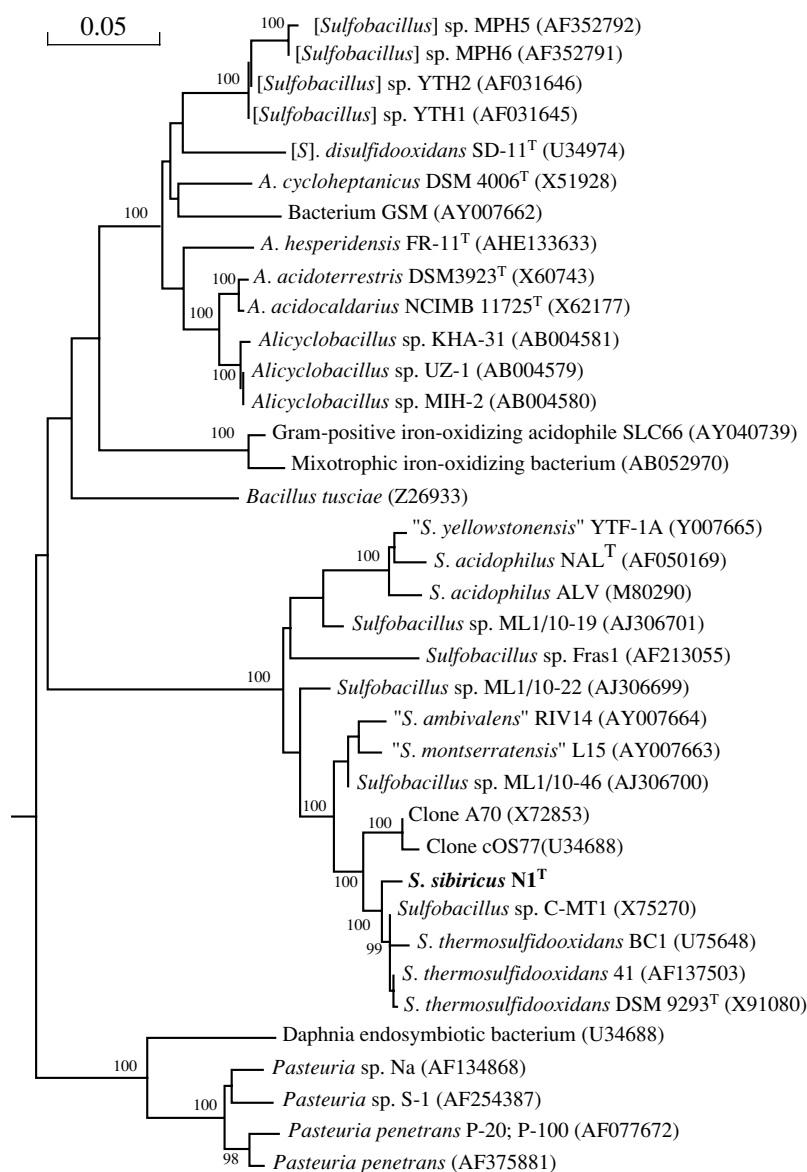 0.05
100
[Sulfobacillus] sp. MPH5 (AF352792)
[Sulfobacillus] sp. MPH6 (AF352791)
100
[Sulfobacillus] sp. YTH2 (AF031646)
[Sulfobacillus] sp. YTH1 (AF031645)
[S]. disulfidooxidans SD-11ᵀ (U34974)
A. cycloheptanicus DSM 4006ᵀ (X51928)
100
Bacterium GSM (AY007662)
A. hesperidensis FR-11ᵀ (AHE133633)
100
A. acidoterrestris DSM3923ᵀ (X60743)
A. acidocaldarius NCIMB 11725ᵀ (X62177)
100
Alicyclobacillus sp. KHA-31 (AB004581)
100
Alicyclobacillus sp. UZ-1 (AB004579)
Alicyclobacillus sp. MIH-2 (AB004580)
100
Gram-positive iron-oxidizing acidophile SLC66 (AY040739)
Mixotrophic iron-oxidizing bacterium (AB052970)
Bacillus tusciae (Z26933)
"S. yellowstonensis" YTF-1A (Y007665)
100
S. acidophilus NALᵀ (AF050169)
S. acidophilus ALV (M80290)
Sulfobacillus sp. ML1/10-19 (AJ306701)
Sulfobacillus sp. Fras1 (AF213055)
100
Sulfobacillus sp. ML1/10-22 (AJ306699)
"S. ambivalens" RIV14 (AY007664)
"S. montserratensis" L15 (AY007663)
Sulfobacillus sp. ML1/10-46 (AJ306700)
100
Clone A70 (X72853)
100
Clone cOS77(U34688)
100
S. sibiricus N1ᵀ
Sulfobacillus sp. C-MT1 (X75270)
100
S. thermosulfidooxidans BC1 (U75648)
99
S. thermosulfidooxidans 41 (AF137503)
S. thermosulfidooxidans DSM 9293ᵀ (X91080)
Daphnia endosymbiotic bacterium (U34688)
100
Pasteuria sp. Na (AF134868)
Pasteuria sp. S-1 (AF254387)
100
Pasteuria penetrans P-20; P-100 (AF077672)
98
Pasteuria penetrans (AF375881)